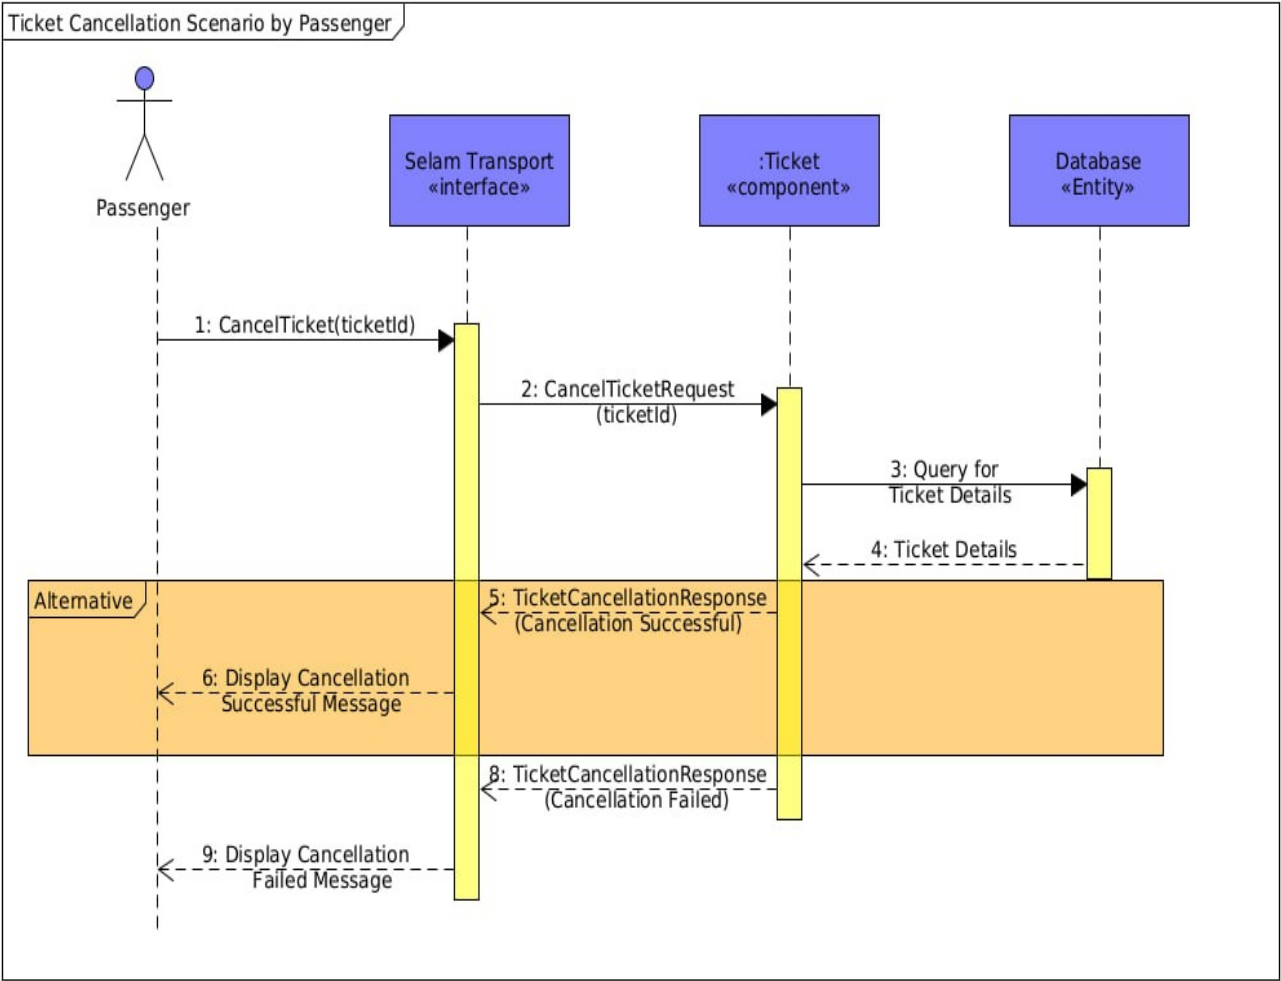 Ticket Cancellation Scenario by Passenger
Passenger
Selam Transport
«interface»
:Ticket
«component»
Database
«Entity»
1: CancelTicket(ticketId)
2: CancelTicketRequest
(ticketId)
3: Query for
Ticket Details
4: Ticket Details
Alternative
5: TicketCancellationResponse
(Cancellation Successful)
6: Display Cancellation
Successful Message
8: TicketCancellationResponse
(Cancellation Failed)
9: Display Cancellation
Failed Message